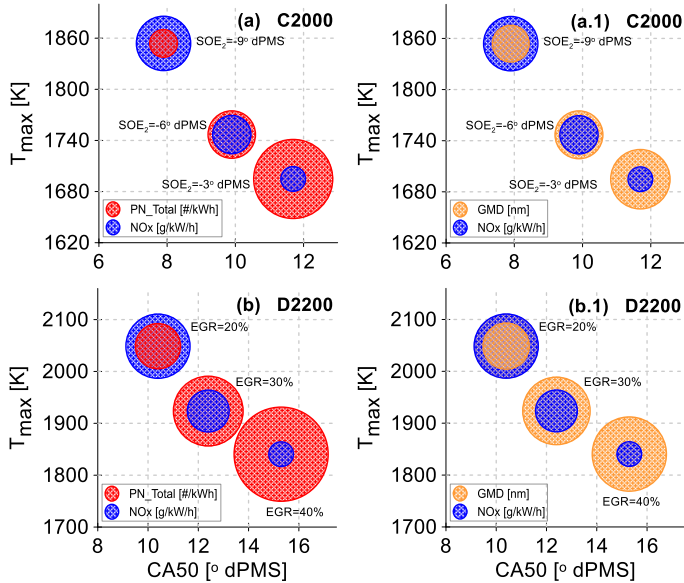 (a) C2000
T_max [K]
1860
1800
1740
1680
1620
SOE₂=-9° dPMS
SOE₂=-6° dPMS
SOE₂=-3° dPMS
PN_Total [#/kWh]
NOx [g/kW/h]
6 8 10 12
(a.1) C2000
T_max [K]
1860
1800
1740
1680
1620
SOE₂=-9° dPMS
SOE₂=-6° dPMS
SOE₂=-3° dPMS
GMD [nm]
NOx [g/kW/h]
6 8 10 12
(b) D2200
T_max [K]
2100
2000
1900
1800
1700
EGR=20%
EGR=30%
EGR=40%
PN_Total [#/kWh]
NOx [g/kW/h]
8 10 12 14 16
CA50 [° dPMS]
(b.1) D2200
T_max [K]
2100
2000
1900
1800
1700
EGR=20%
EGR=30%
EGR=40%
GMD [nm]
NOx [g/kW/h]
8 10 12 14 16
CA50 [° dPMS]